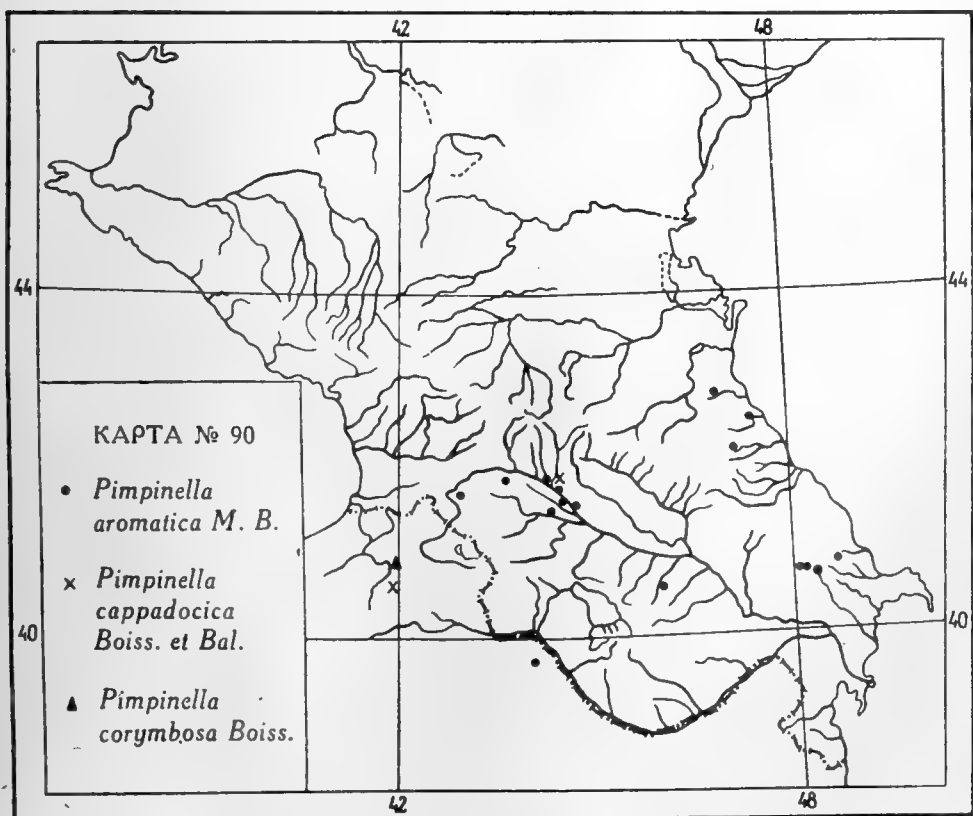 42 48
44 44
КАРТА № 90
• Pimpinella
aromatica M. B.
× Pimpinella
cappadocica
Boiss. et Bal.
▲ Pimpinella
corymbosa Boiss.
40 40
42 48